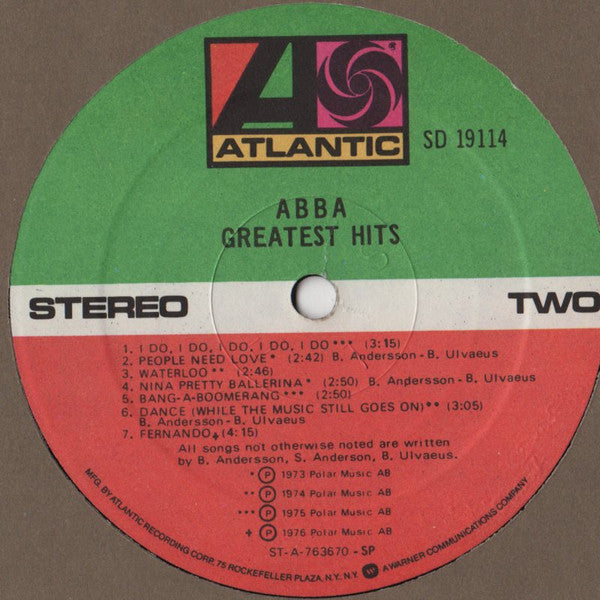 ATLANTIC
SD 19114
ABBA
GREATEST HITS
STEREO
TWO
1. I DO, I DO, I DO, I DO, I DO *** (3:15)
2. PEOPLE NEED LOVE* (2:42) B. Andersson-B. Ulvaeus
3. WATERLOO** (2:46)
4. NINA PRETTY BALLERINA* (2:50) B. Andersson-B. Ulvaeus
5. BANG-A-BOOMERANG*** (2:50)
6. DANCE (WHILE THE MUSIC STILL GOES ON)** (3:05)
B. Andersson-B. Ulvaeus
7. FERNANDO+ (4:15)
All songs not otherwise noted are written
by B. Andersson, S. Anderson, B. Ulvaeus.
* Ⓟ 1973 Polar Music AB
** Ⓟ 1974 Polar Music AB
*** Ⓟ 1975 Polar Music AB
+ Ⓟ 1976 Polar Music AB
ST-A-763670-SP
MFG. BY ATLANTIC RECORDING CORP. 75 ROCKEFELLER PLAZA, N.Y., N.Y. A WARNER COMMUNICATIONS COMPANY